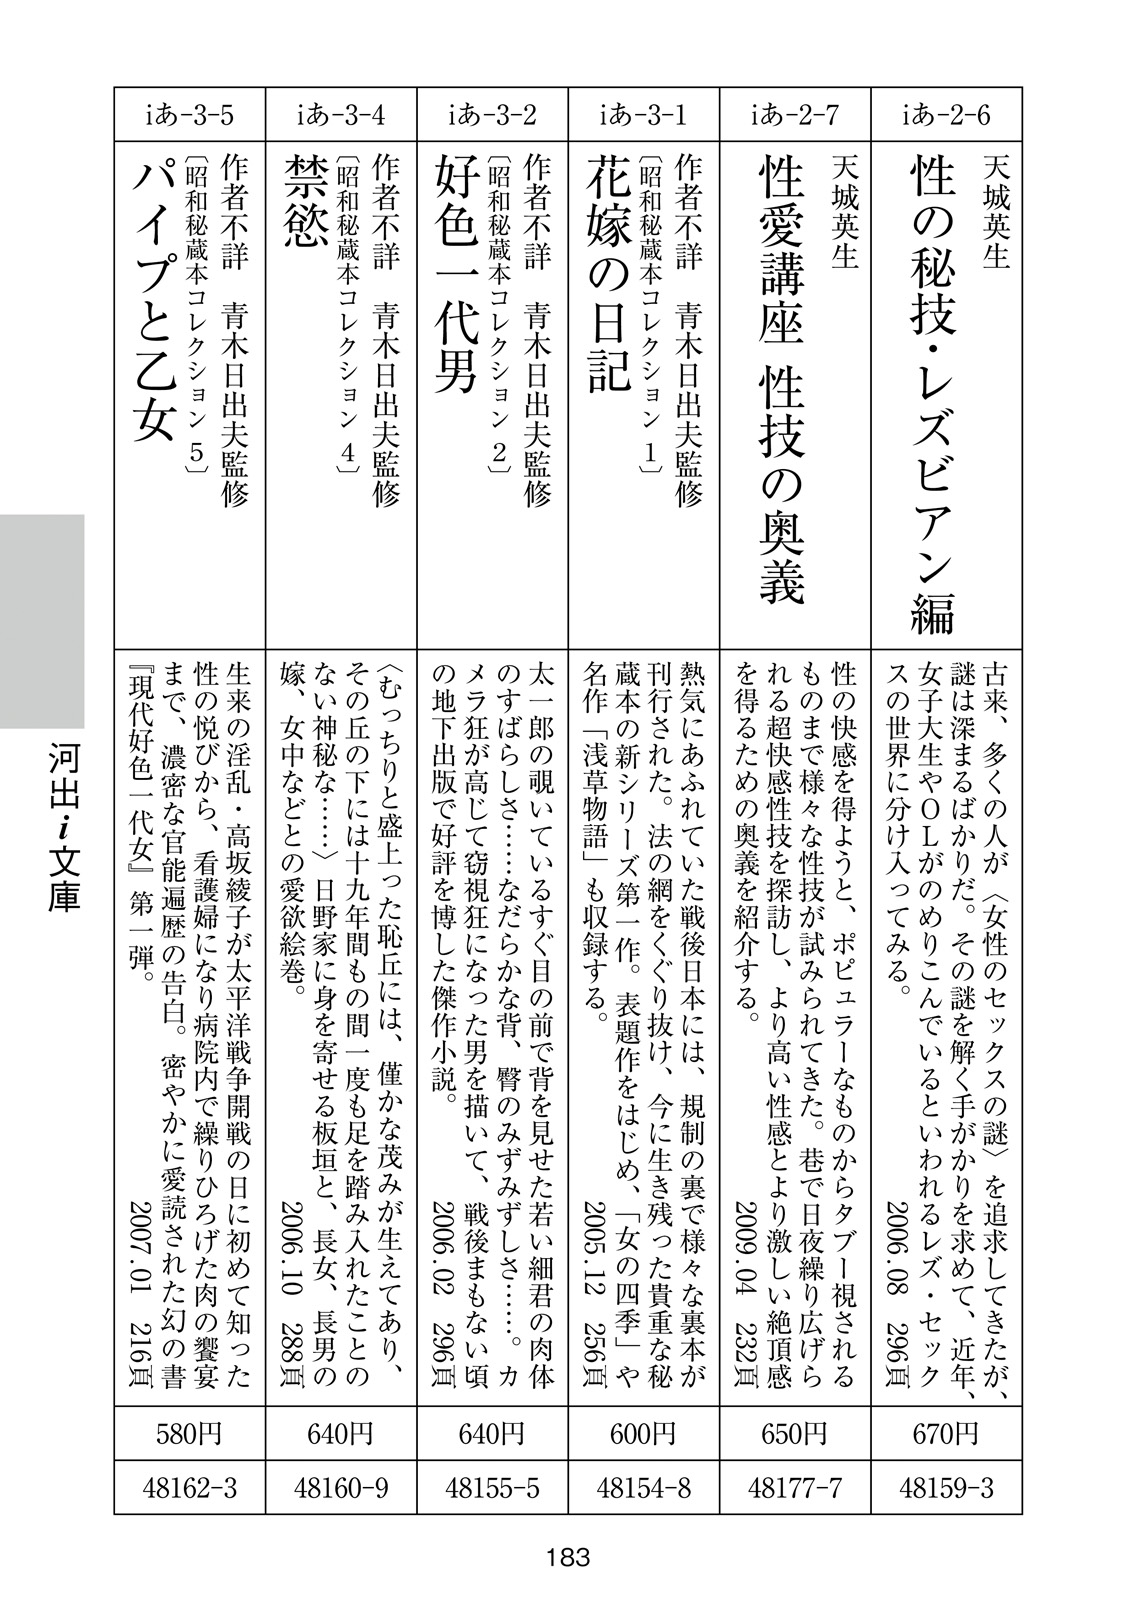 iあ-2-6
天城英生
性の秘技・レズビアン編
古来、多くの人が〈女性のセックスの謎〉を追求してきたが、
謎は深まるばかりだ。その謎を解く手がかりを求めて、近年、
女子大生やOLがのめりこんでいるといわれるレズ・セック
スの世界に分け入ってみる。
2006.08 296頁
670円
48159-3
iあ-2-7
天城英生
性愛講座 性技の奥義
性の快感を得ようと、ポピュラーなものからタブー視される
ものまで様々な性技が試みられてきた。巷で日夜繰り広げら
れる超快感性技を探訪し、より高い性感とより激しい絶頂感
を得るための奥義を紹介する。
2009.04 232頁
650円
48177-7
iあ-3-1
作者不詳 青木日出夫監修
〔昭和秘蔵本コレクション 1〕
花嫁の日記
熱気にあふれていた戦後日本には、規制の裏で様々な裏本が
刊行された。法の網をくぐり抜け、今に生き残った貴重な秘
蔵本の新シリーズ第一作。表題作をはじめ、「女の四季」や
名作「浅草物語」も収録する。
2005.12 256頁
600円
48154-8
iあ-3-2
作者不詳 青木日出夫監修
〔昭和秘蔵本コレクション 2〕
好色一代男
太一郎の覗いているすぐ目の前で背を見せた若い細君の肉体
のすばらしさ……なだらかな背、臀のみずみずしさ……。カ
メラ狂が高じて窃視狂になった男を描いて、戦後まもない頃
の地下出版で好評を博した傑作小説。
2006.02 296頁
640円
48155-5
iあ-3-4
作者不詳 青木日出夫監修
〔昭和秘蔵本コレクション 4〕
禁慾
〈むっちりと盛上った恥丘には、僅かな茂みが生えてあり、
その丘の下には十九年間もの間一度も足を踏み入れたことの
ない神秘な……〉日野家に身を寄せる板垣と、長女、長男の
嫁、女中などとの愛欲絵巻。
2006.10 288頁
640円
48160-9
iあ-3-5
作者不詳 青木日出夫監修
〔昭和秘蔵本コレクション 5〕
パイプと乙女
生来の淫乱・高坂綾子が太平洋戦争開戦の日に初めて知った
性の悦びから、看護婦になり病院内で繰りひろげた肉の饗宴
まで、濃密な官能遍歴の告白。密やかに愛読された幻の書
『現代好色一代女』第一弾。
2007.01 216頁
580円
48162-3
河出i文庫
183